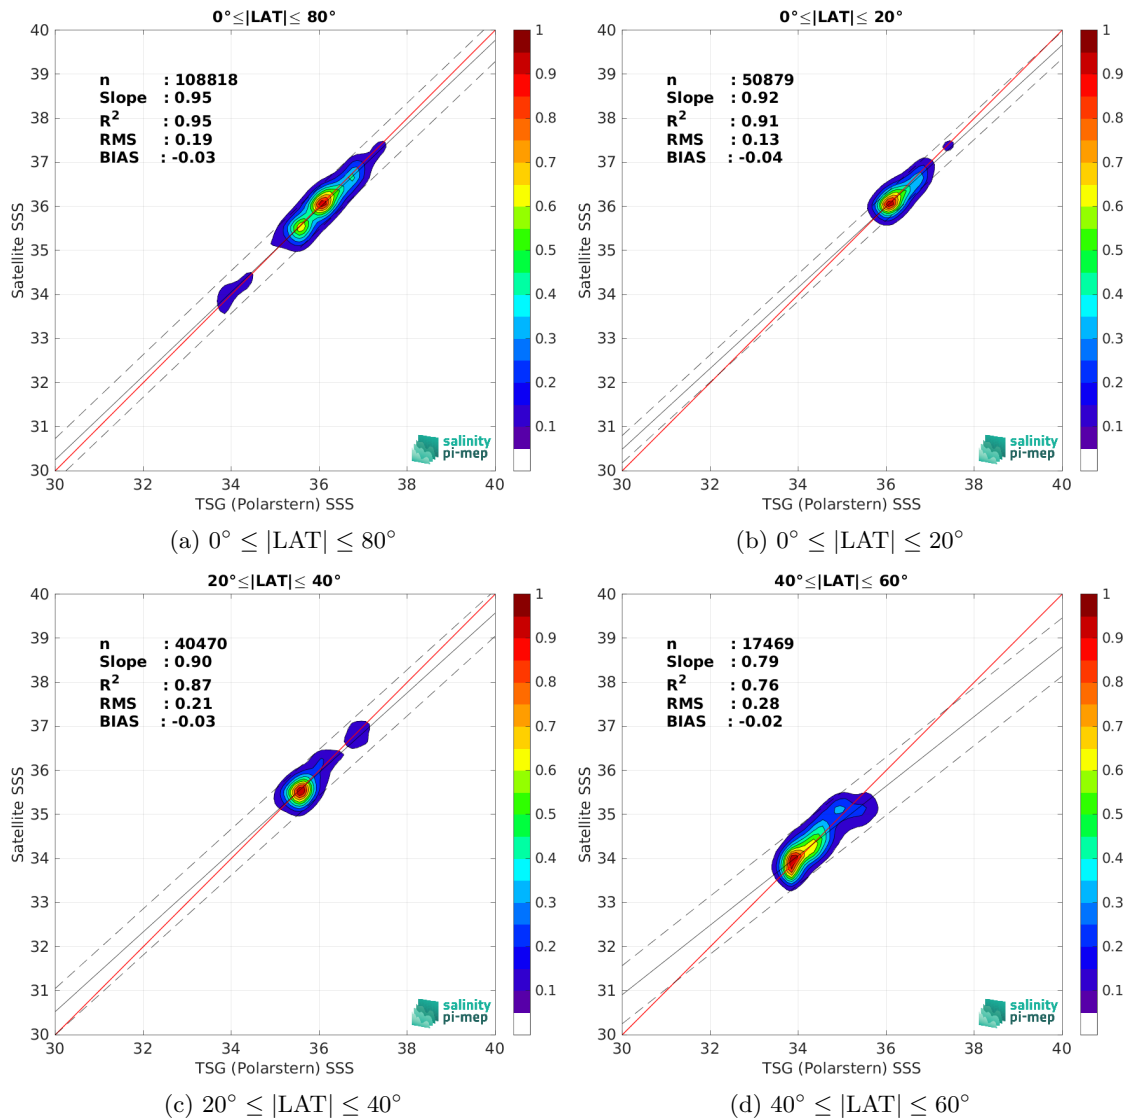 0°≤|LAT|≤ 80°
40
39
38
37
36
35
34
33
32
31
30
Satellite SSS
n : 108818
Slope : 0.95
R² : 0.95
RMS : 0.19
BIAS : -0.03
salinity
pi-mep
30 32 34 36 38 40
TSG (Polarstern) SSS
1
0.9
0.8
0.7
0.6
0.5
0.4
0.3
0.2
0.1
(a) 0° ≤ |LAT| ≤ 80°
0°≤|LAT|≤ 20°
40
39
38
37
36
35
34
33
32
31
30
Satellite SSS
n : 50879
Slope : 0.92
R² : 0.91
RMS : 0.13
BIAS : -0.04
salinity
pi-mep
30 32 34 36 38 40
TSG (Polarstern) SSS
1
0.9
0.8
0.7
0.6
0.5
0.4
0.3
0.2
0.1
(b) 0° ≤ |LAT| ≤ 20°
20°≤|LAT|≤ 40°
40
39
38
37
36
35
34
33
32
31
30
Satellite SSS
n : 40470
Slope : 0.90
R² : 0.87
RMS : 0.21
BIAS : -0.03
salinity
pi-mep
30 32 34 36 38 40
TSG (Polarstern) SSS
1
0.9
0.8
0.7
0.6
0.5
0.4
0.3
0.2
0.1
(c) 20° ≤ |LAT| ≤ 40°
40°≤|LAT|≤ 60°
40
39
38
37
36
35
34
33
32
31
30
Satellite SSS
n : 17469
Slope : 0.79
R² : 0.76
RMS : 0.28
BIAS : -0.02
salinity
pi-mep
30 32 34 36 38 40
TSG (Polarstern) SSS
1
0.9
0.8
0.7
0.6
0.5
0.4
0.3
0.2
0.1
(d) 40° ≤ |LAT| ≤ 60°